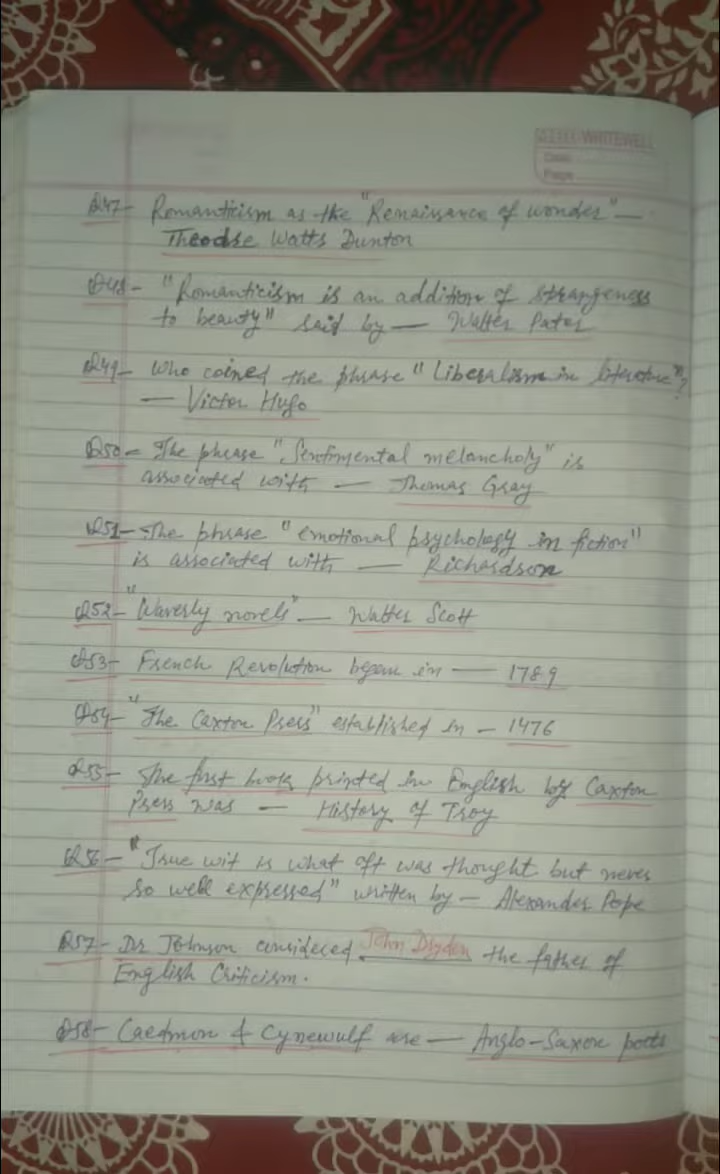 WHITEWELL
Date
Page
Q47- Romanticism as the "Renaissance of wonder" —
Theodse Watts Dunton
Q48- "Romanticism is an addition of strangeness
to beauty" said by — Walter Pater
Q49- Who coined the phrase "Liberalism in literature"?
— Victor Hugo
Q50- The phrase "Sentimental melancholy" is
associated with — Thomas Gray
Q51- The phrase "emotional psychology in fiction"
is associated with — Richardson
Q52- "Waverly novels" — Walter Scott
Q53- French Revolution began in — 1789
Q54- "The Caxton Press" established in - 1476
Q55- The first book printed in English by Caxton
Press was — History of Troy
Q56- "True wit is what oft was thought but never
so well expressed" written by — Alexander Pope
Q57- Dr Johnson considered John Dryden the father of
English Criticism.
Q58- Caedmon & Cynewulf are — Anglo-Saxon poets